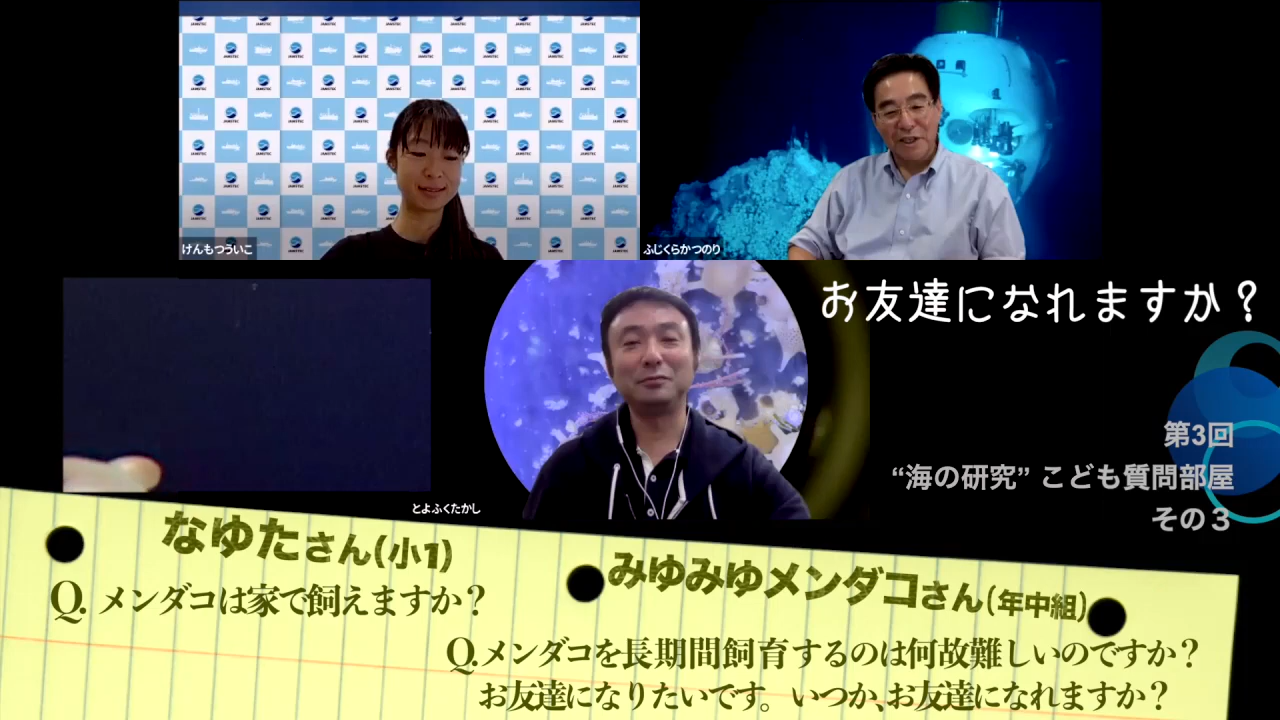 JAMSTEC
けんもつういこ
ふじくらかつのり
お友達になれますか？
第3回
“海の研究” こども質問部屋
その３
とよふくたかし
なゆたさん(小1)
Q. メンダコは家で飼えますか？
みゆみゆメンダコさん(年中組)
Q.メンダコを長期間飼育するのは何故難しいのですか？
お友達になりたいです。いつか、お友達になれますか？